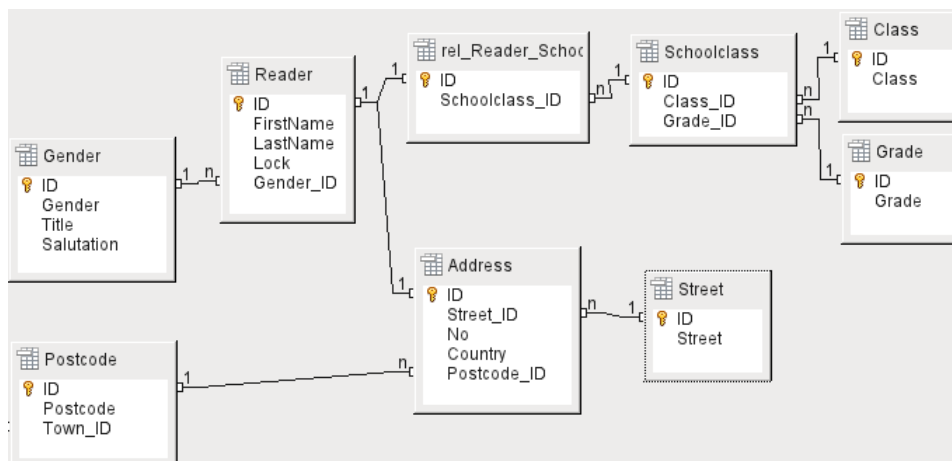 Gender
ID
Gender
Title
Salutation
1
n
Reader
ID
FirstName
LastName
Lock
Gender_ID
1
1
rel_Reader_Schoo
ID
Schoolclass_ID
n
1
Schoolclass
ID
Class_ID
Grade_ID
n
n
1
Class
ID
Class
1
Grade
ID
Grade
1
Address
ID
Street_ID
No
Country
Postcode_ID
n
1
Street
ID
Street
Postcode
ID
Postcode
Town_ID
1
n